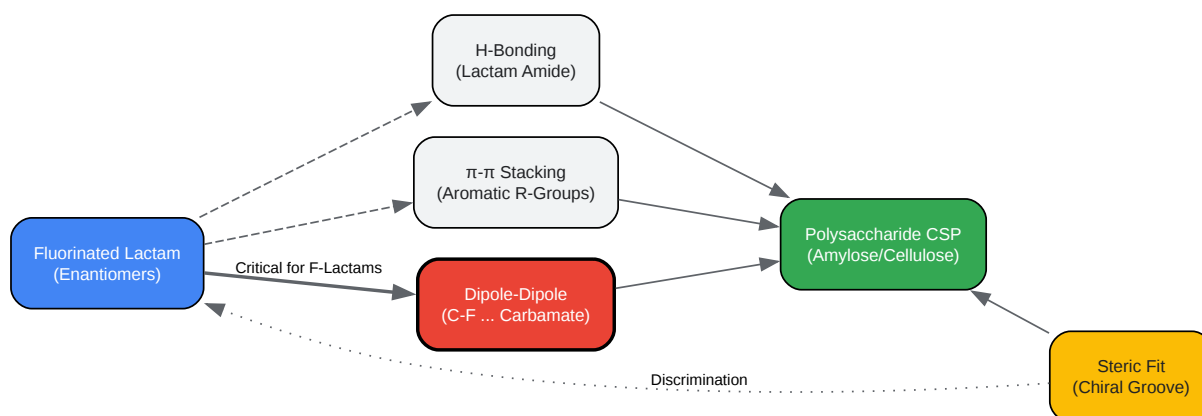 H-Bonding
(Lactam Amide)
π-π Stacking
(Aromatic R-Groups)
Fluorinated Lactam
(Enantiomers)
Critical for F-Lactams
Dipole-Dipole
(C-F ... Carbamate)
Polysaccharide CSP
(Amylose/Cellulose)
Discrimination
Steric Fit
(Chiral Groove)